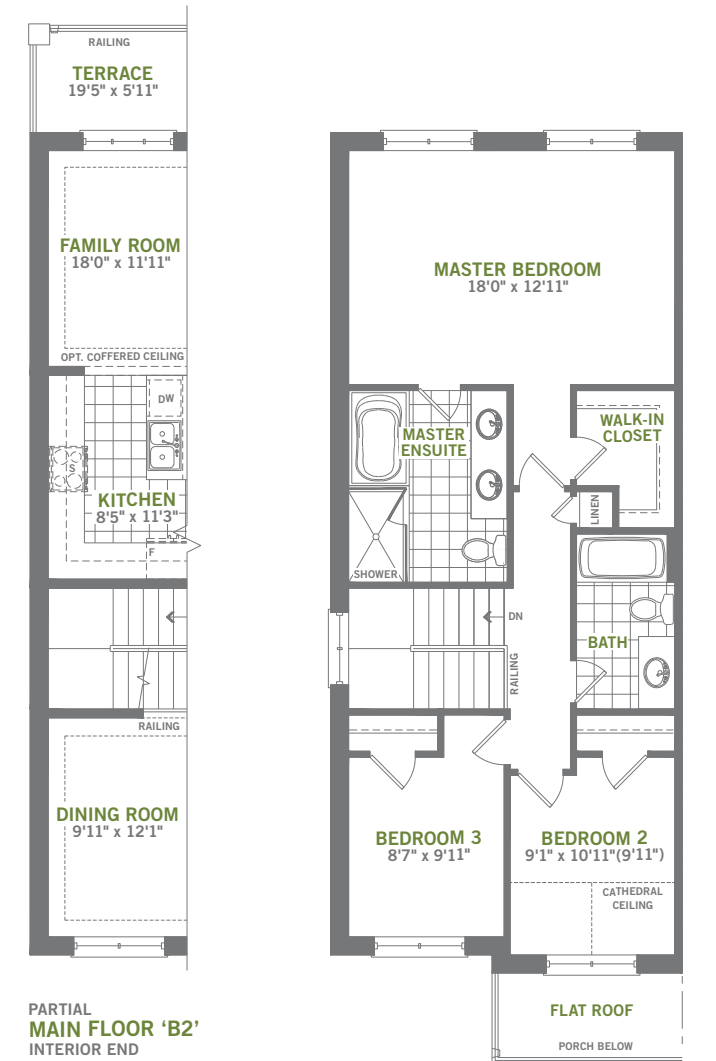 RAILING
TERRACE
19'5" x 5'11"
FAMILY ROOM
18'0" x 11'11"
OPT. COFFERED CEILING
DW
S
KITCHEN
8'5" x 11'3"
F
RAILING
DINING ROOM
9'11" x 12'1"
PARTIAL
MAIN FLOOR ‘B2’
INTERIOR END
MASTER BEDROOM
18'0" x 12'11"
MASTER
ENSUITE
WALK-IN
CLOSET
LINEN
SHOWER
DN
RAILING
BATH
BEDROOM 3
8'7" x 9'11"
BEDROOM 2
9'1" x 10'11"(9'11")
CATHEDRAL
CEILING
FLAT ROOF
PORCH BELOW